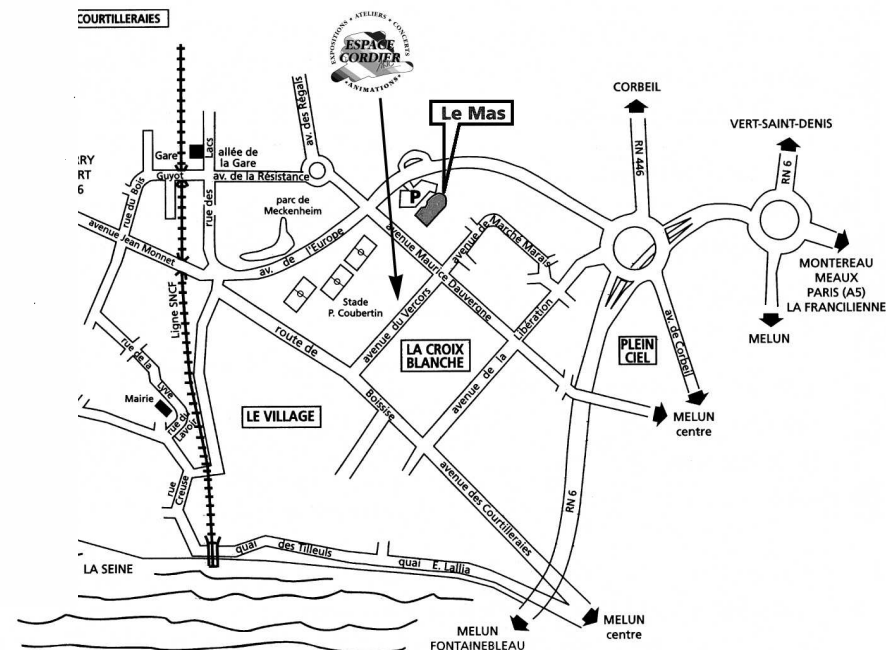 COURTILLERAIES
EXPOSITIONS • ATELIERS • CONCERTS
ESPACE
CORDIER
• ANIMATIONS •
Le Mas
CORBEIL
VERT-SAINT-DENIS
RN 446
RN 6
av. des Régals
Gare
Lacs
allée de
la Gare
RY
RT
6
Guyot
av. de la Résistance
rue du Bois
rue des
parc de
Meckenheim
P
avenue Jean Monnet
av. de l'Europe
avenue de
Marché Marais
avenue Maurice Dauvergne
MONTEREAU
MEAUX
PARIS (A5)
LA FRANCILIENNE
MELUN
Ligne SNCF
Stade
P. Coubertin
Libération
route de
avenue du Vercors
LA CROIX
BLANCHE
PLEIN
CIEL
av. de Corbeil
rue de la
Lyve
Mairie
rue du
Lavoir
LE VILLAGE
Boissise
avenue de la
MELUN
centre
rue
Creuse
avenue des Courtilleraies
RN 6
quai des Tilleuls
quai E. Lallia
LA SEINE
MELUN
FONTAINEBLEAU
MELUN
centre